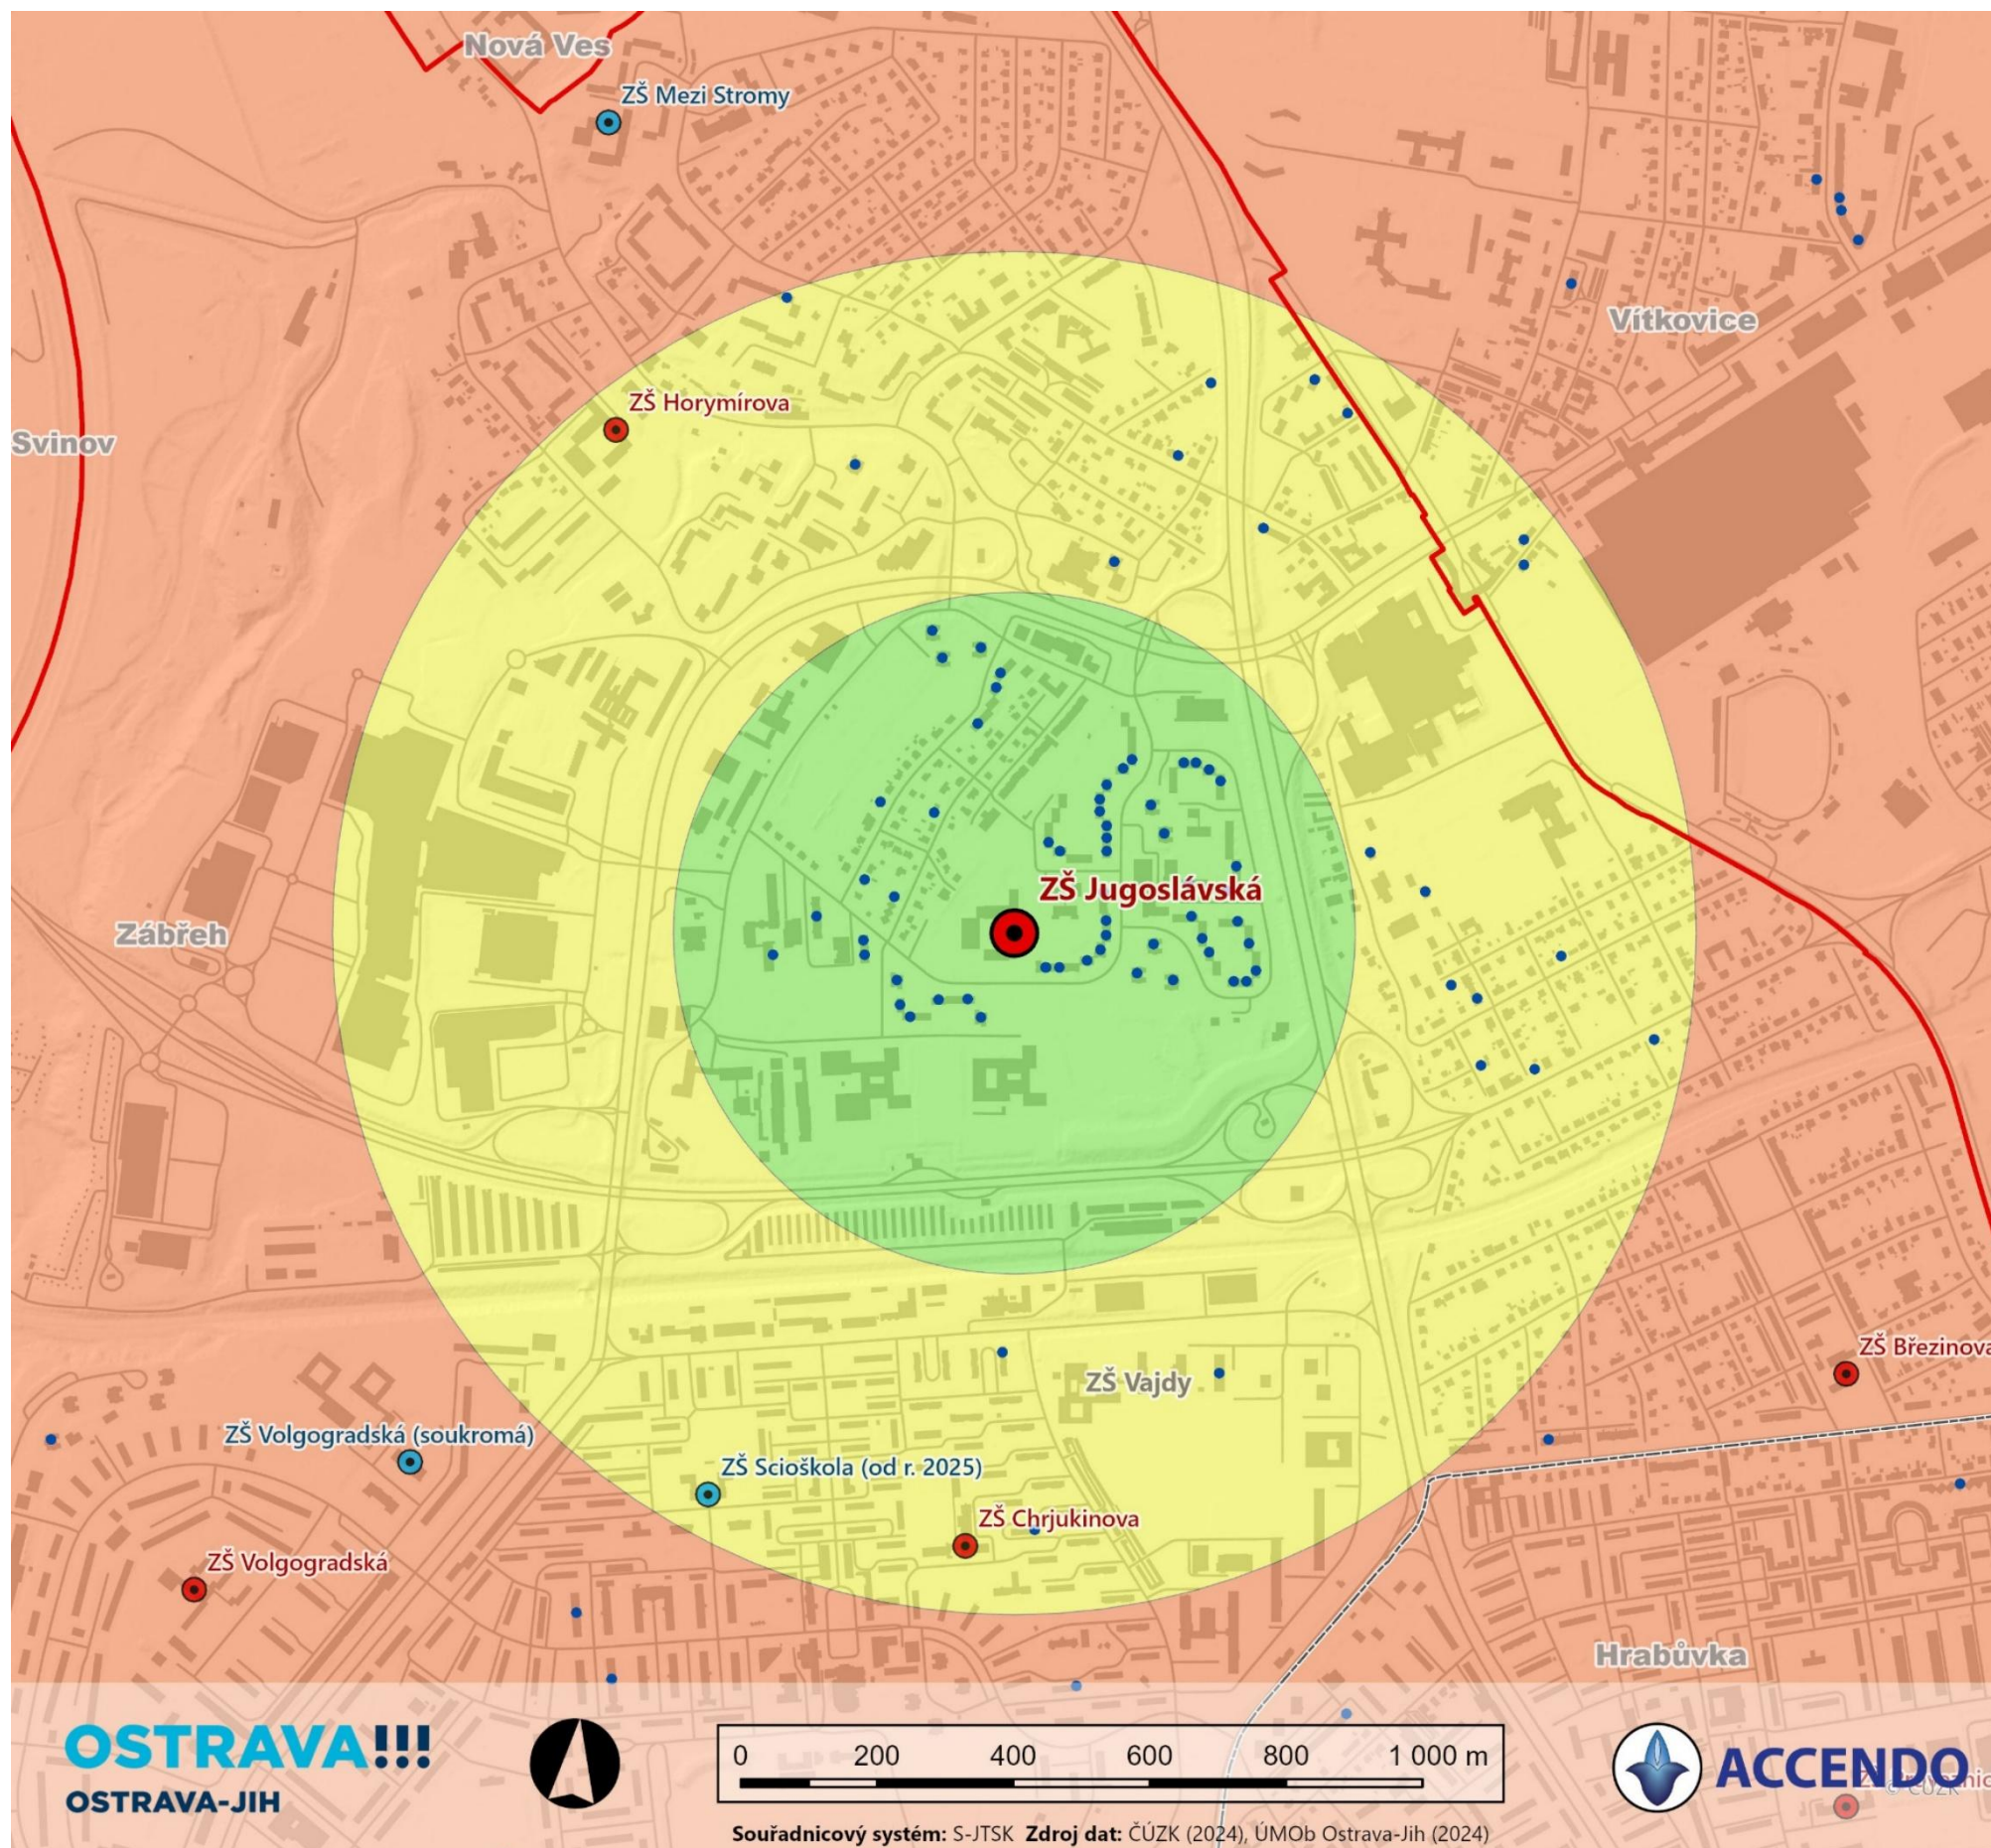 Nová Ves
ZŠ Mezi Stromy
Vítkovice
ZŠ Horymírova
Svinov
ZŠ Jugoslávská
Zábřeh
ZŠ Březinova
ZŠ Vajdy
ZŠ Volgogradská (soukromá)
ZŠ Scioškola (od r. 2025)
ZŠ Chrjukinova
ZŠ Volgogradská
Hrabůvka
OSTRAVA!!!
OSTRAVA-JIH
0 200 400 600 800 1 000 m
ACCENDO
© ČÚZK
Souřadnicový systém: S-JTSK Zdroj dat: ČÚZK (2024), ÚMOb Ostrava-Jih (2024)